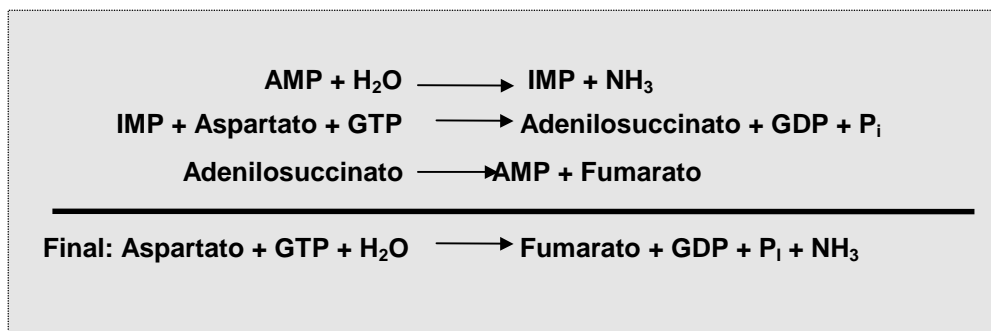 AMP + H₂O ⟶ IMP + NH₃
IMP + Aspartato + GTP ⟶ Adenilosuccinato + GDP + Pᵢ
Adenilosuccinato ⟶ AMP + Fumarato
Final: Aspartato + GTP + H₂O ⟶ Fumarato + GDP + Pₗ + NH₃